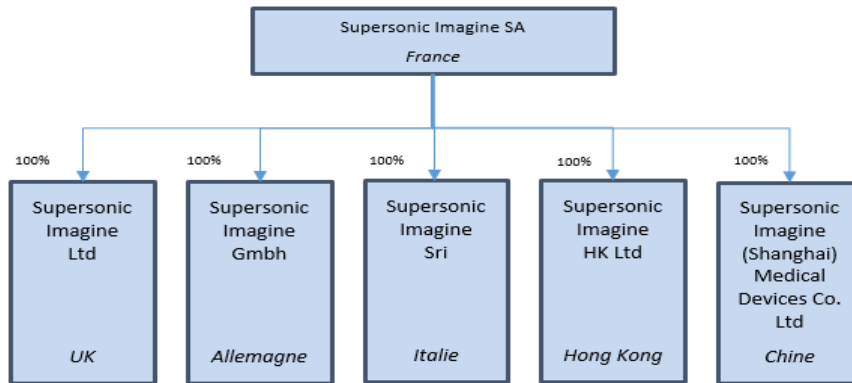 Supersonic Imagine SA
France
100%
100%
100%
100%
100%
Supersonic
Imagine
Ltd
UK
Supersonic
Imagine
Gmbh
Allemagne
Supersonic
Imagine
Sri
Italie
Supersonic
Imagine
HK Ltd
Hong Kong
Supersonic
Imagine
(Shanghai)
Medical
Devices Co.
Ltd
Chine